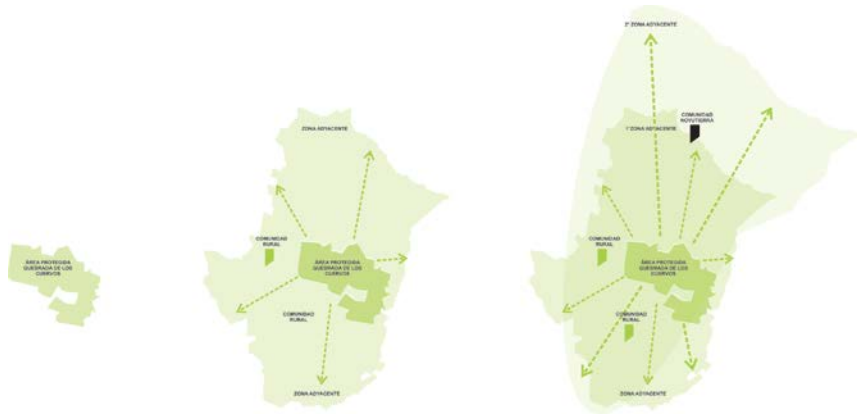 ÁREA PROTEGIDA
QUEBRADA DE LOS
CUERVOS
ZONA ADYACENTE
COMUNIDAD
RURAL
ÁREA PROTEGIDA
QUEBRADA DE LOS
CUERVOS
COMUNIDAD
RURAL
ZONA ADYACENTE
2° ZONA ADYACENTE
COMUNIDAD
1° ZONA ADYACENTE
COMUNIDAD
RURAL
ÁREA PROTEGIDA
QUEBRADA DE LOS
CUERVOS
COMUNIDAD
RURAL
ZONA ADYACENTE